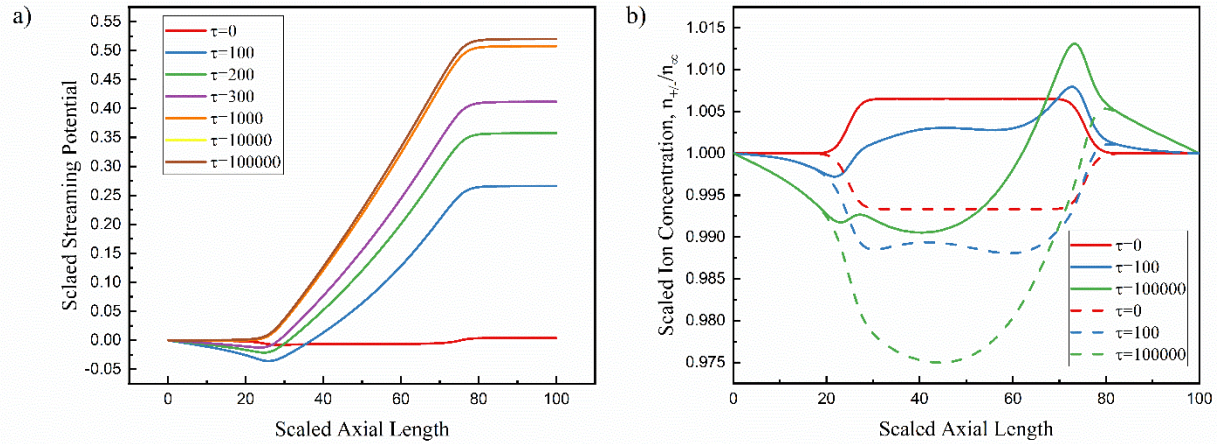 a)
Sclaed Streaming Potential
0.55
0.50
0.45
0.40
0.35
0.30
0.25
0.20
0.15
0.10
0.05
0.00
-0.05
τ=0
τ=100
τ=200
τ=300
τ=1000
τ=10000
τ=100000
0 20 40 60 80 100
Scaled Axial Length
b)
Scaled Ion Concentration, n+/-/n∞
1.015
1.010
1.005
1.000
0.995
0.990
0.985
0.980
0.975
τ=0
τ=100
τ=100000
τ=0
τ=100
τ=100000
0 20 40 60 80 100
Scaled Axial Length